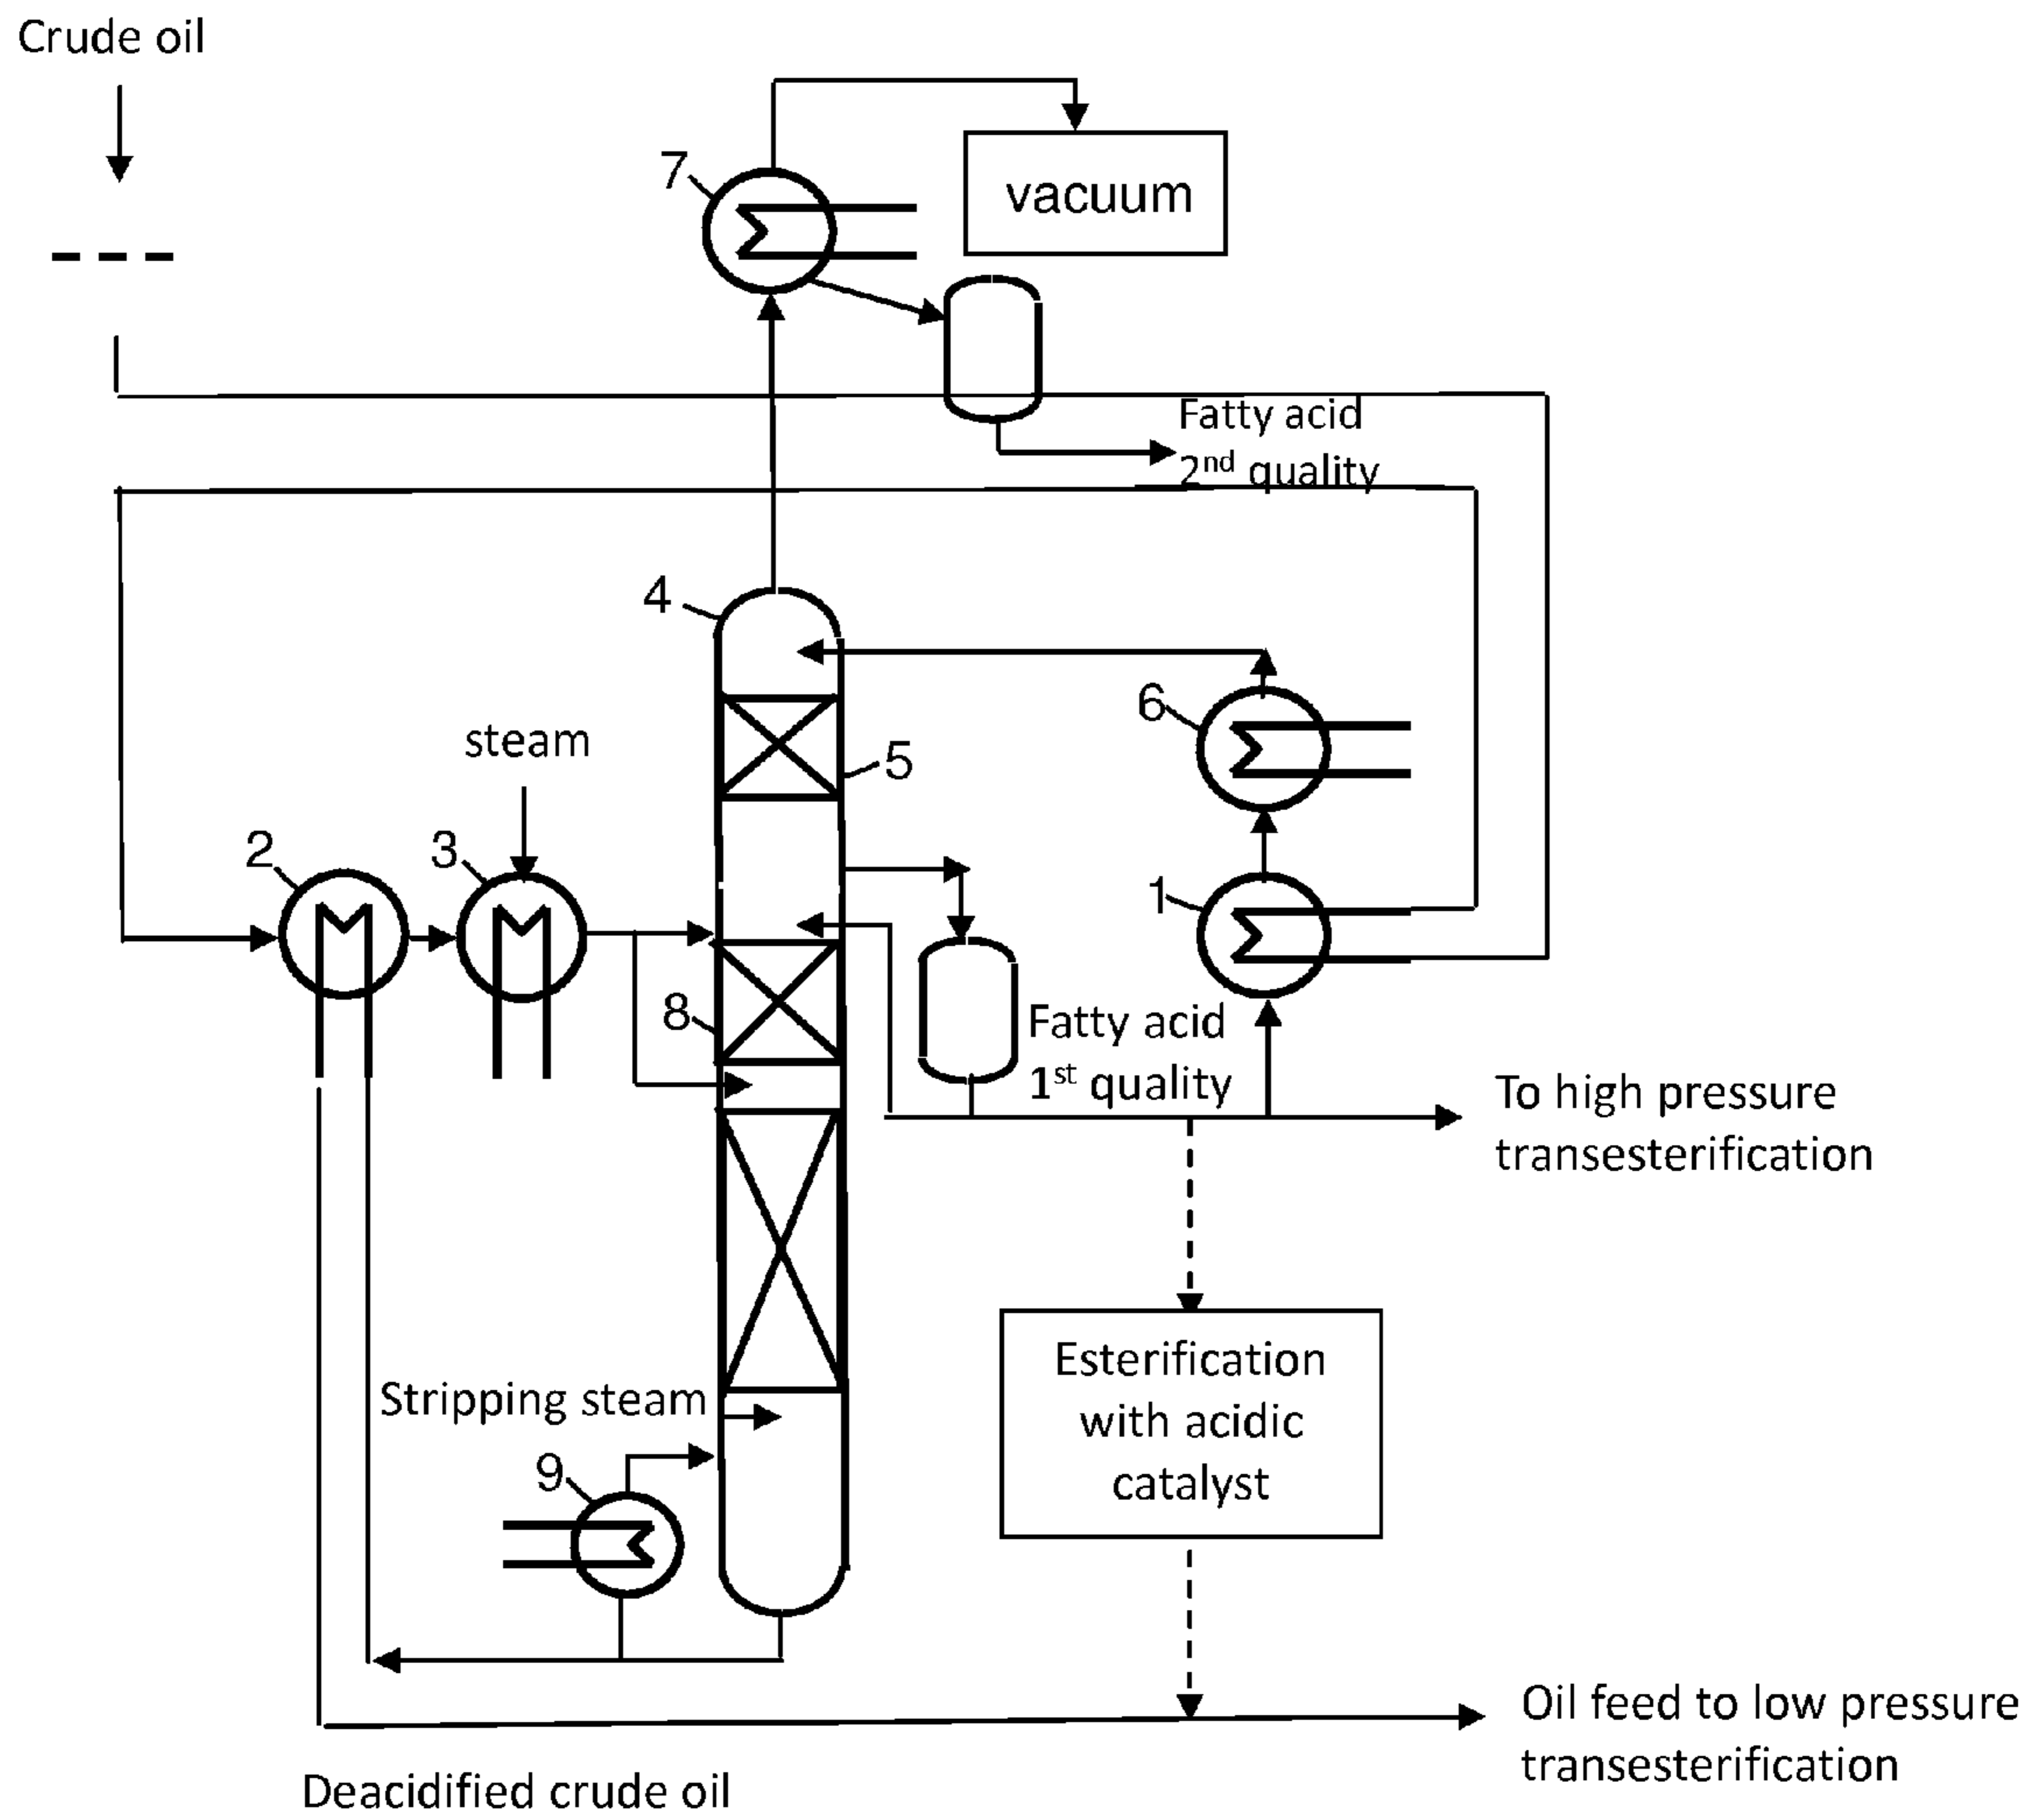 Crude oil
7
vacuum
Fatty acid
2nd quality
4
steam
6
5
2
3
1
8
Fatty acid
1st quality
To high pressure
transesterification
Esterification
with acidic
catalyst
Stripping steam
9
Oil feed to low pressure
transesterification
Deacidified crude oil